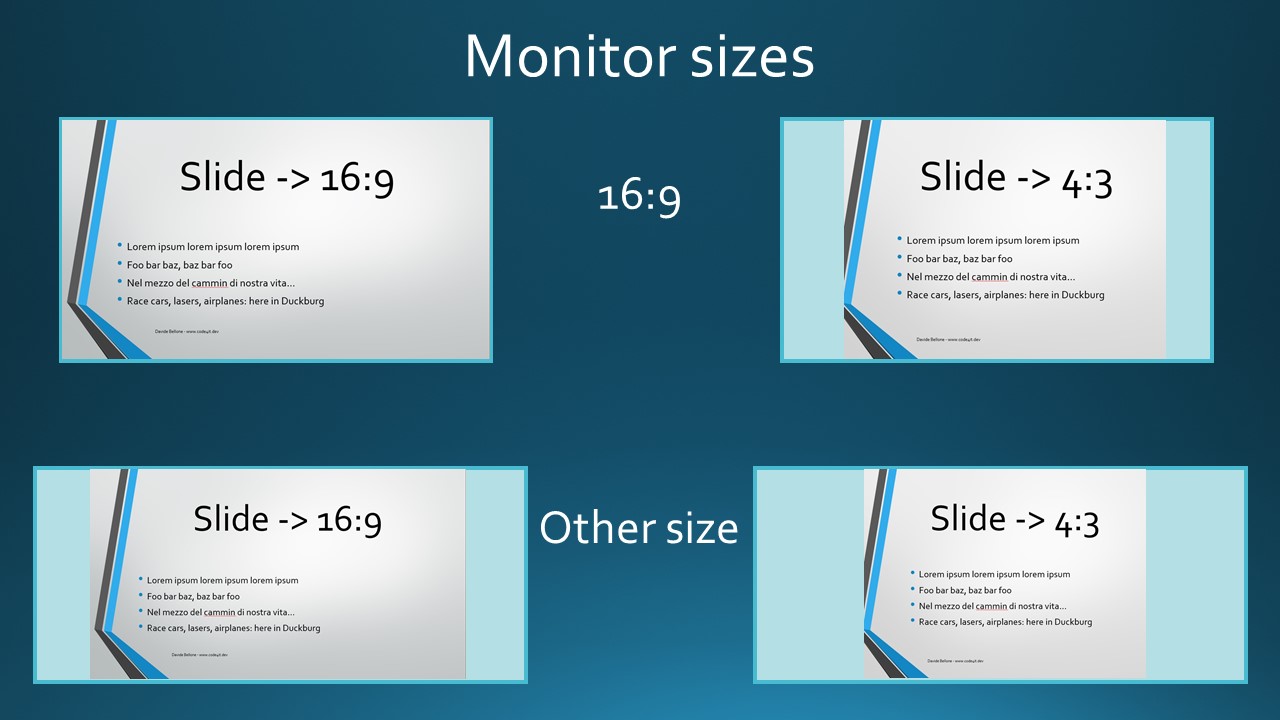 Monitor sizes
Slide -> 16:9
• Lorem ipsum lorem ipsum lorem ipsum
• Foo bar baz, baz bar foo
• Nel mezzo del cammin di nostra vita...
• Race cars, lasers, airplanes: here in Duckburg
Davide Bellone - www.code4it.dev
16:9
Slide -> 4:3
• Lorem ipsum lorem ipsum lorem ipsum
• Foo bar baz, baz bar foo
• Nel mezzo del cammin di nostra vita...
• Race cars, lasers, airplanes: here in Duckburg
Davide Bellone - www.code4it.dev
Slide -> 16:9
• Lorem ipsum lorem ipsum lorem ipsum
• Foo bar baz, baz bar foo
• Nel mezzo del cammin di nostra vita...
• Race cars, lasers, airplanes: here in Duckburg
Davide Bellone - www.code4it.dev
Other size
Slide -> 4:3
• Lorem ipsum lorem ipsum lorem ipsum
• Foo bar baz, baz bar foo
• Nel mezzo del cammin di nostra vita...
• Race cars, lasers, airplanes: here in Duckburg
Davide Bellone - www.code4it.dev